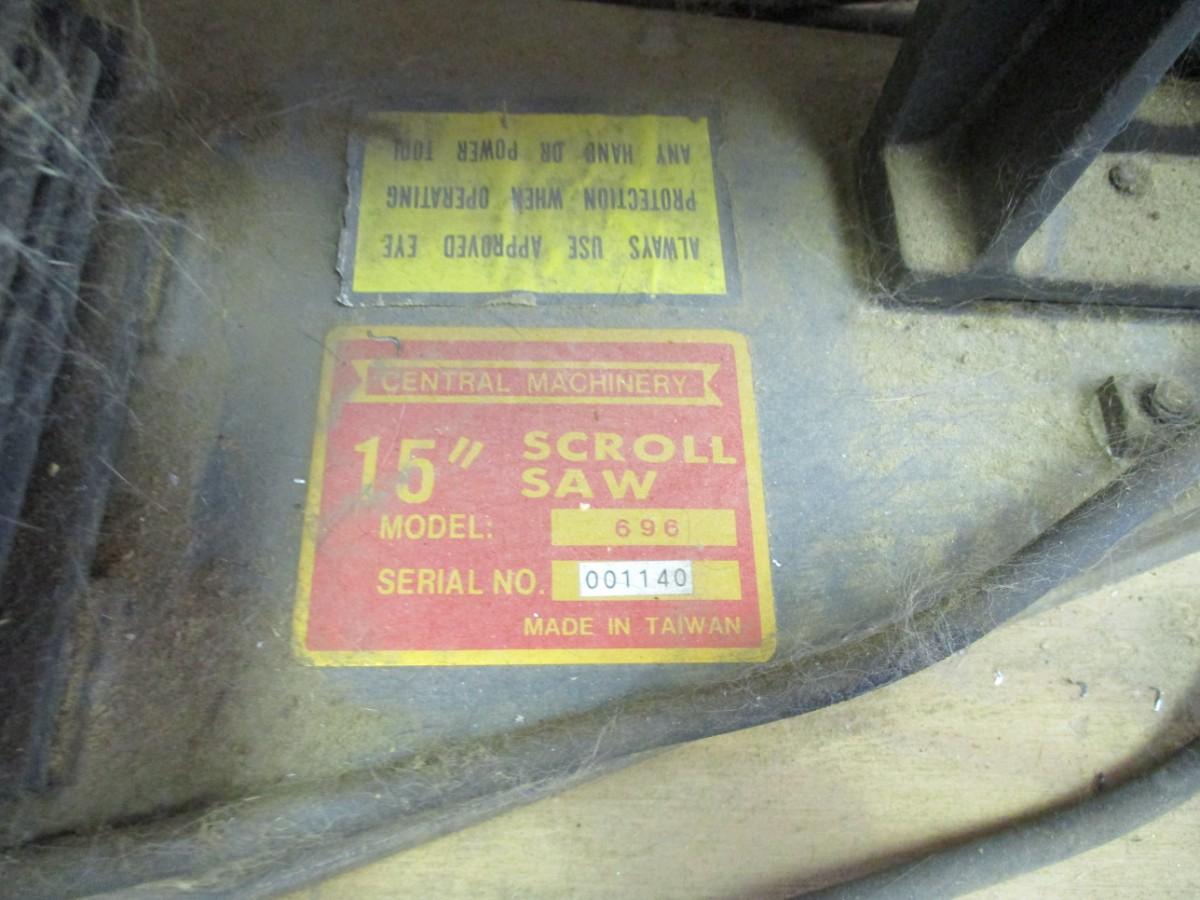 ALWAYS USE APPROVED EYE
PROTECTION WHEN OPERATING
ANY HAND OR POWER TOOL
CENTRAL MACHINERY
15" SCROLL
SAW
MODEL: 696
SERIAL NO. 001140
MADE IN TAIWAN